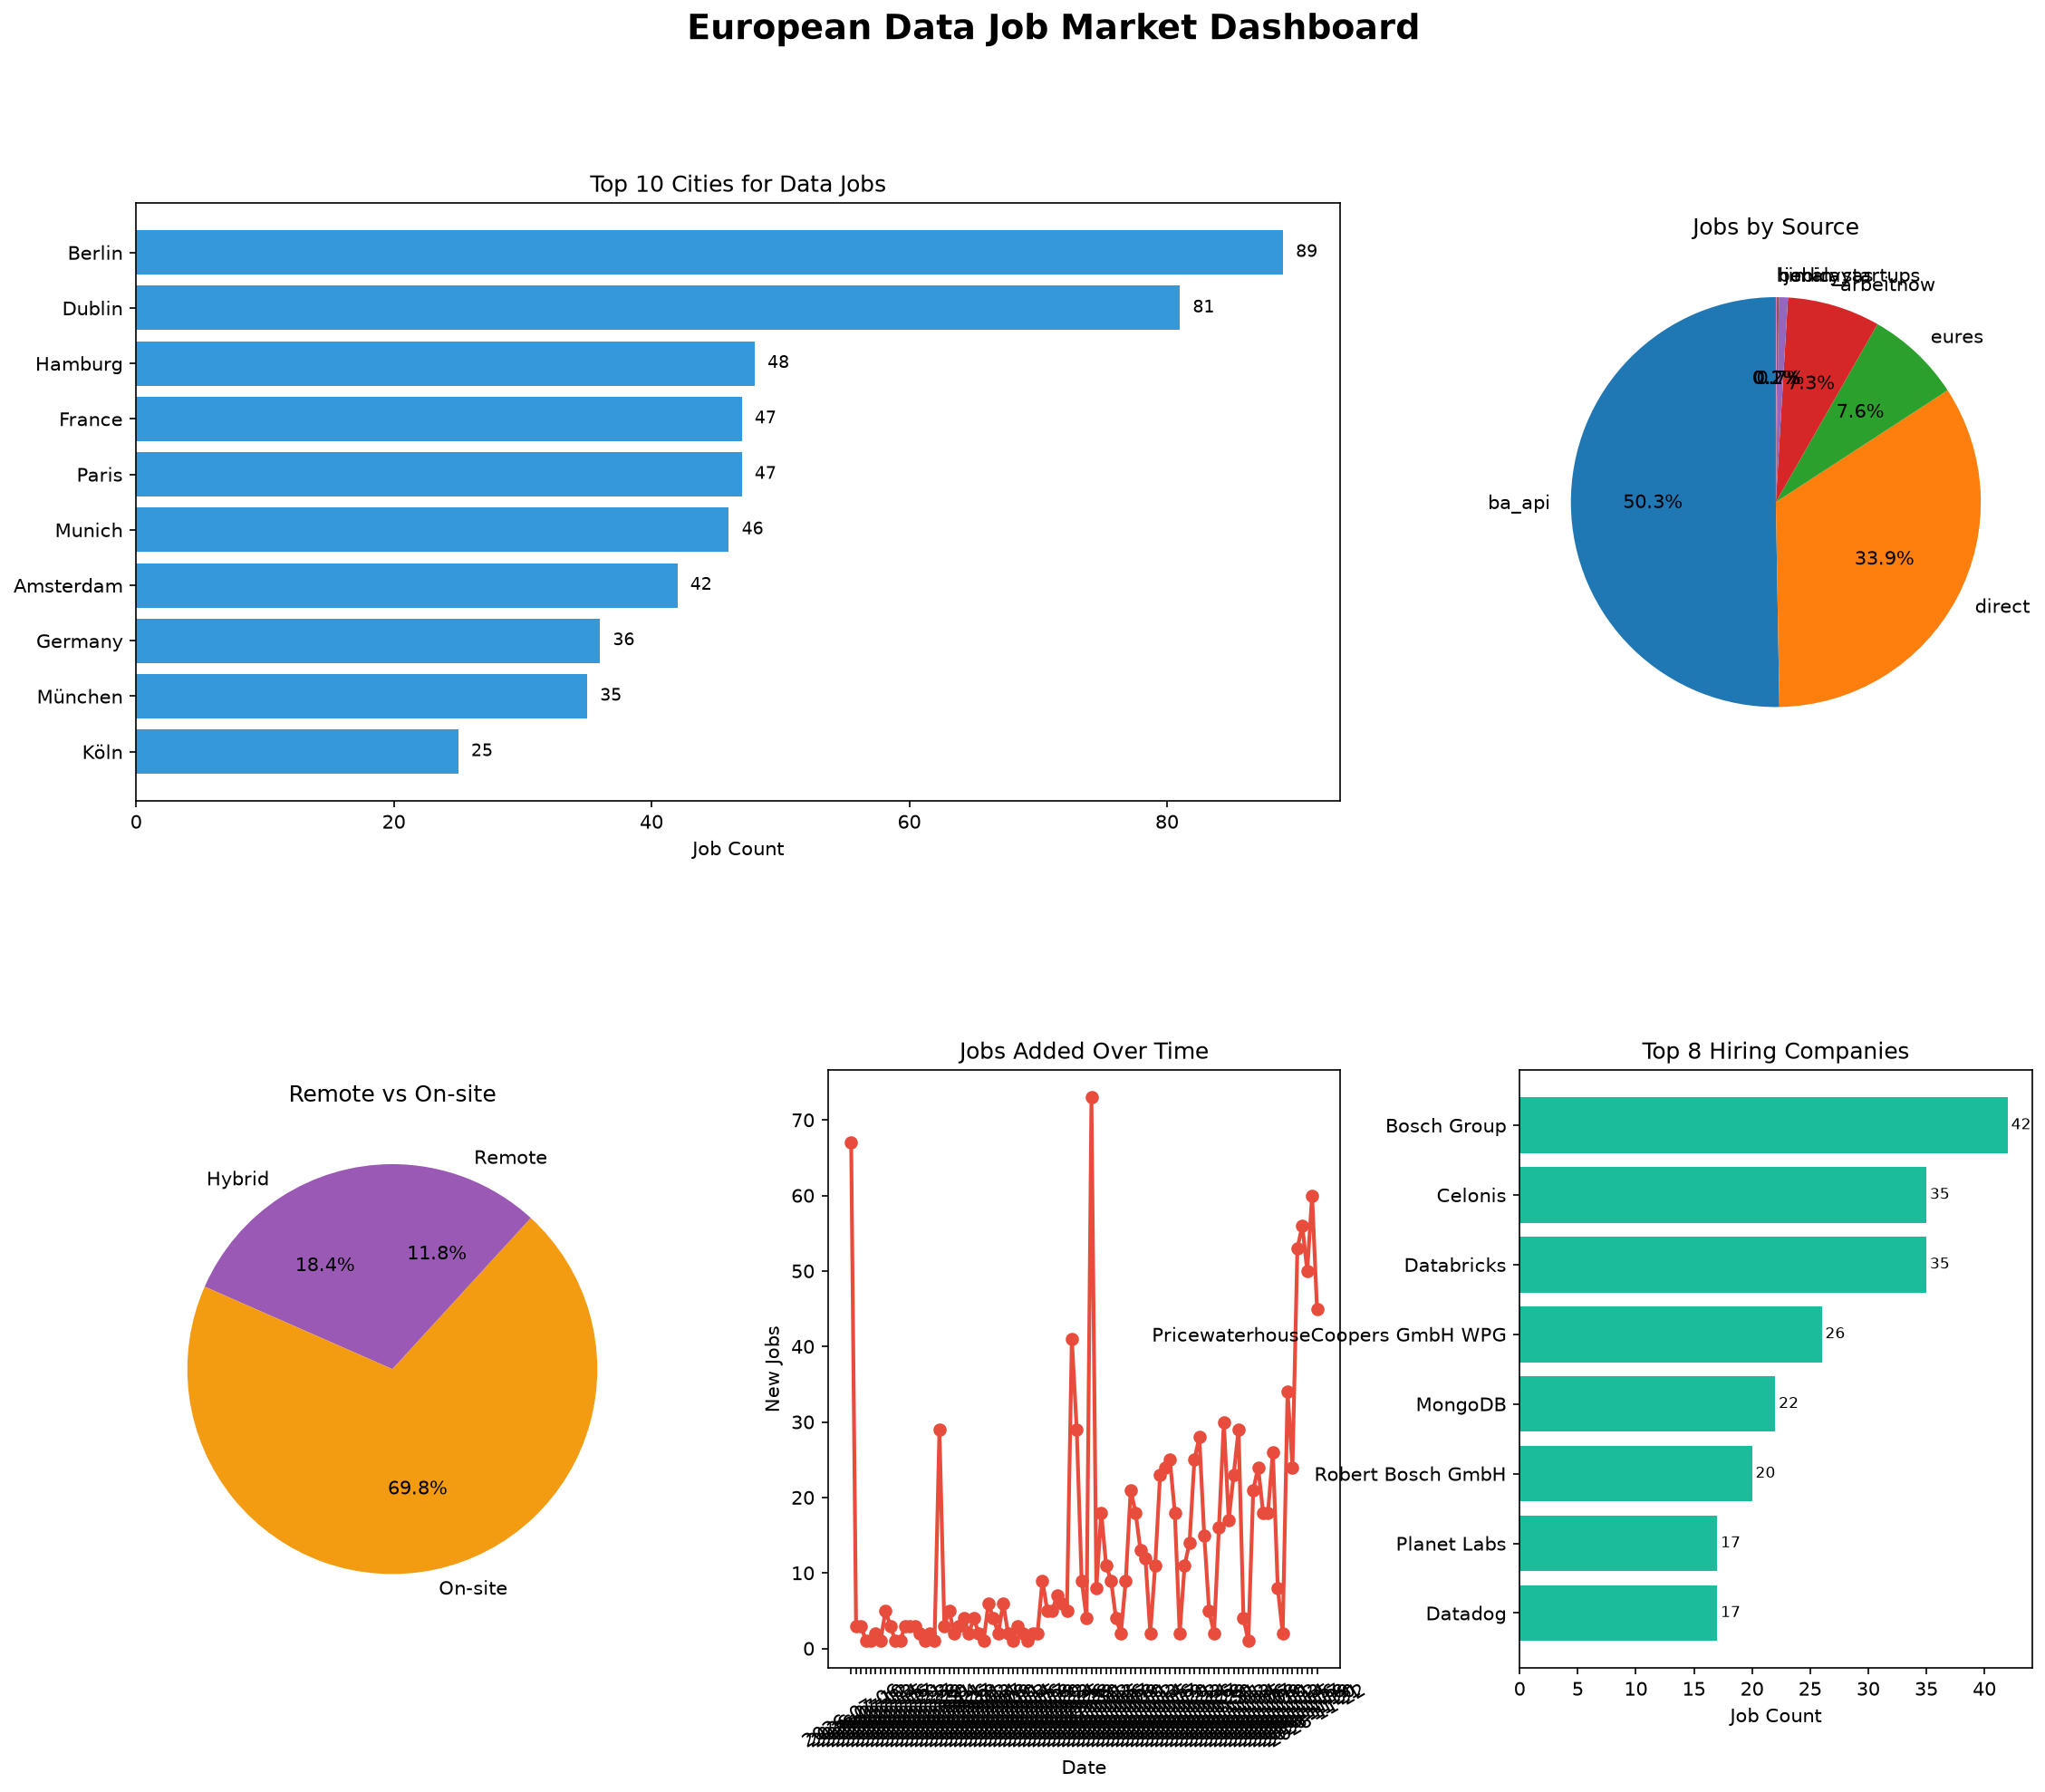 European Data Job Market Dashboard
Top 10 Cities for Data Jobs
Berlin
89
Dublin
81
Hamburg
48
France
47
Paris
47
Munich
46
Amsterdam
42
Germany
36
München
35
Köln
25
0 20 40 60 80
Job Count
Jobs by Source
arbeitnow
eures
7.3%
7.6%
ba_api
50.3%
33.9%
direct
Remote vs On-site
Remote
Hybrid
11.8%
18.4%
69.8%
On-site
Jobs Added Over Time
New Jobs
70
60
50
40
30
20
10
0
Date
Top 8 Hiring Companies
Bosch Group
42
Celonis
35
Databricks
35
PricewaterhouseCoopers GmbH WPG
26
MongoDB
22
Robert Bosch GmbH
20
Planet Labs
17
Datadog
17
0 5 10 15 20 25 30 35 40
Job Count